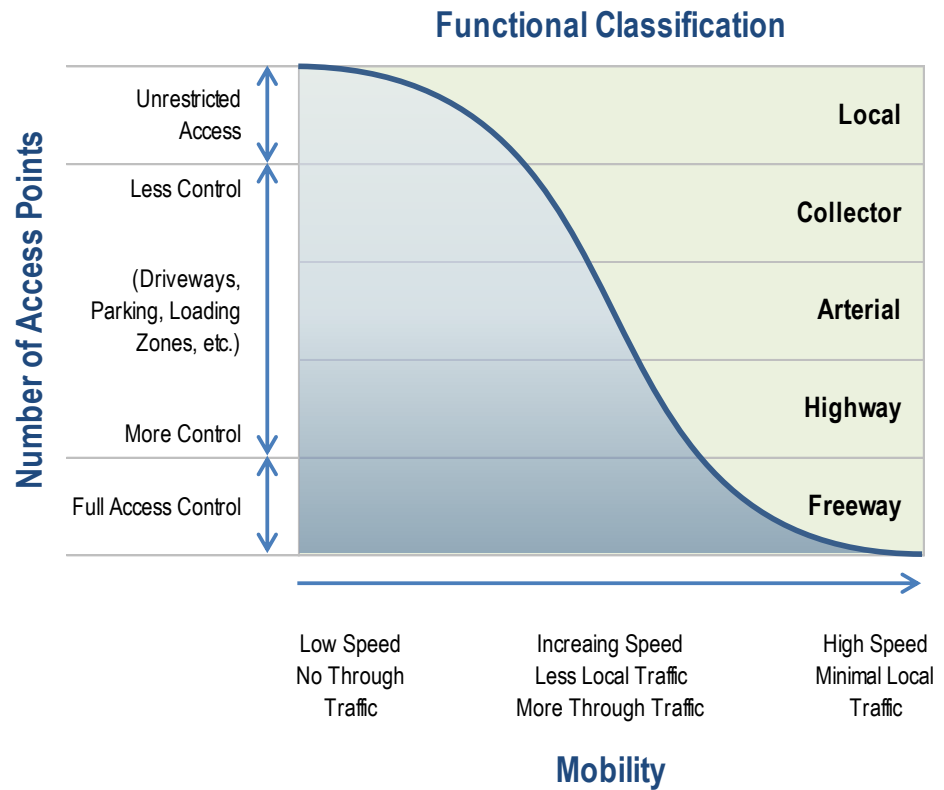 Functional Classification
Number of Access Points
Unrestricted
Access
Less Control
(Driveways,
Parking, Loading
Zones, etc.)
More Control
Full Access Control
Local
Collector
Arterial
Highway
Freeway
Low Speed
No Through
Traffic
Increaing Speed
Less Local Traffic
More Through Traffic
High Speed
Minimal Local
Traffic
Mobility